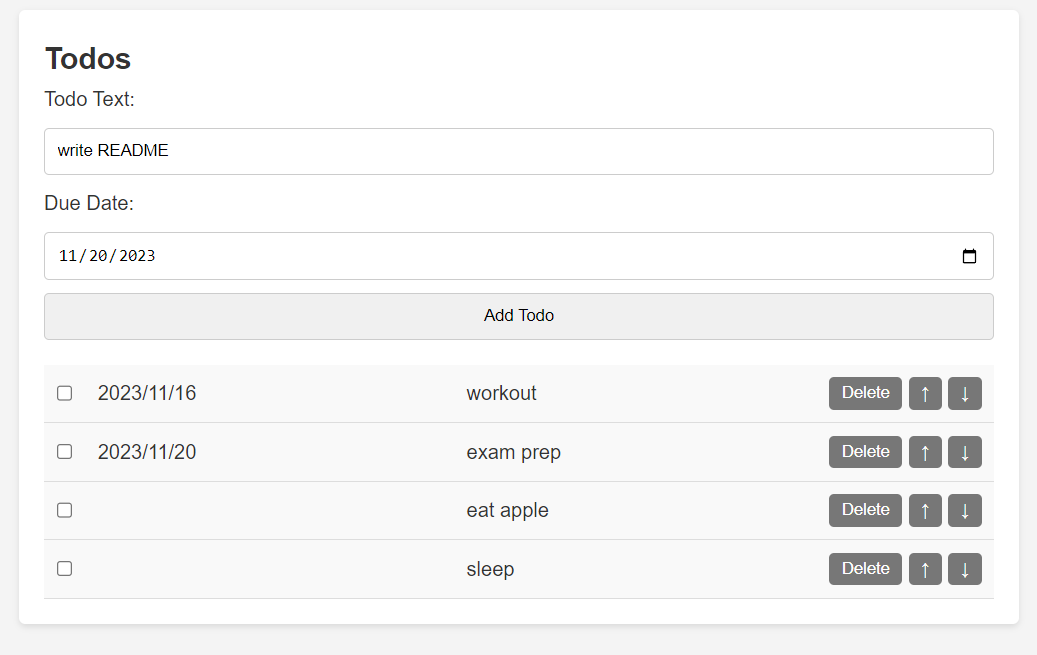 Todos
Todo Text:
write README
Due Date:
11/20/2023
Add Todo
2023/11/16 workout Delete ↑ ↓
2023/11/20 exam prep Delete ↑ ↓
eat apple Delete ↑ ↓
sleep Delete ↑ ↓